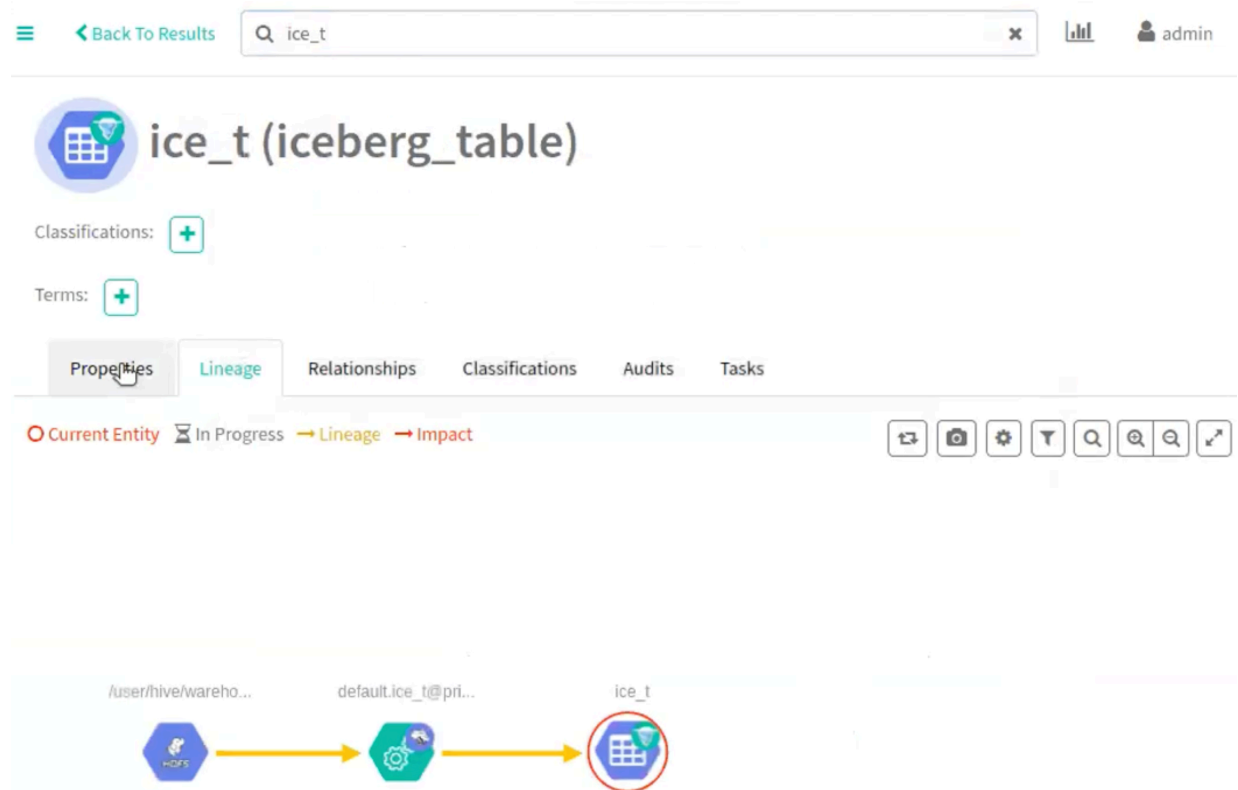 Back To Results ice_t admin
ice_t (iceberg_table)
Classifications:
Terms:
Properties Lineage Relationships Classifications Audits Tasks
Current Entity In Progress Lineage Impact
/user/hive/wareho... default.ice_t@pri... ice_t
HDFS